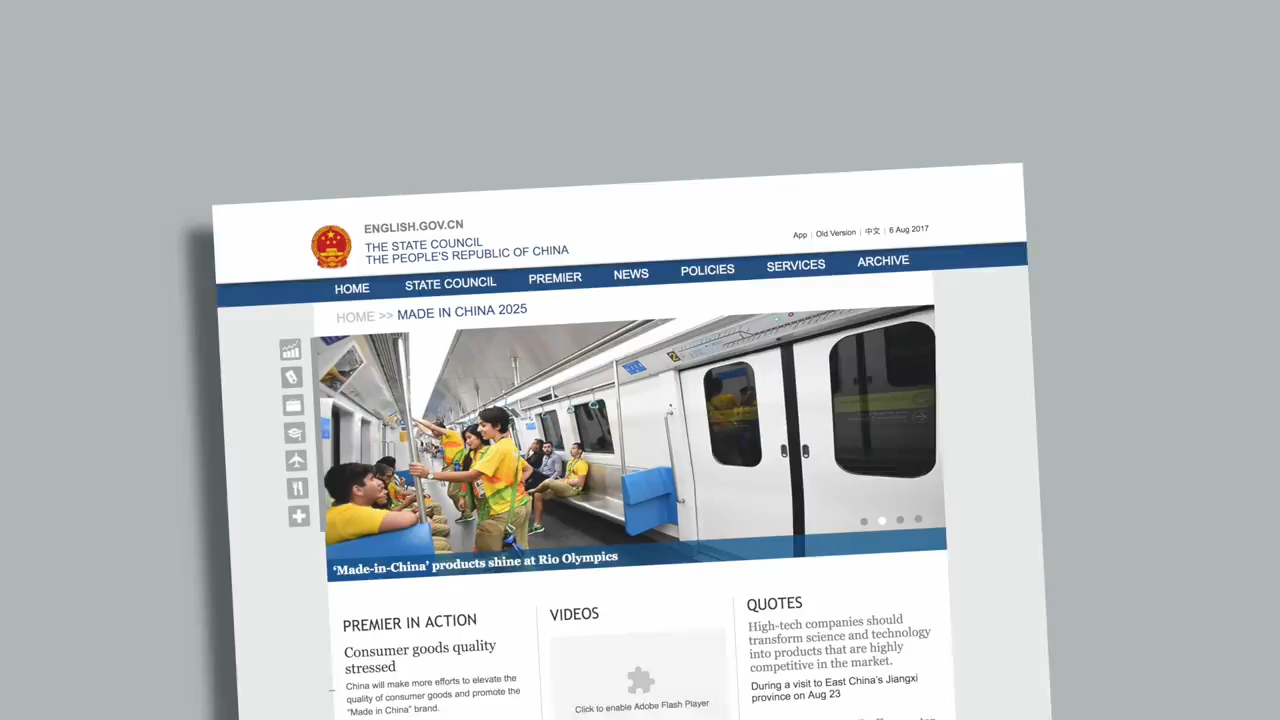 ENGLISH.GOV.CN
THE STATE COUNCIL
THE PEOPLE'S REPUBLIC OF CHINA
App | Old Version | 中文 | 6 Aug 2017
HOME STATE COUNCIL PREMIER NEWS POLICIES SERVICES ARCHIVE
HOME >> MADE IN CHINA 2025
'Made-in-China' products shine at Rio Olympics
PREMIER IN ACTION
Consumer goods quality
stressed
China will make more efforts to elevate the
quality of consumer goods and promote the
"Made in China" brand.
VIDEOS
Click to enable Adobe Flash Player
QUOTES
High-tech companies should
transform science and technology
into products that are highly
competitive in the market.
During a visit to East China's Jiangxi
province on Aug 23